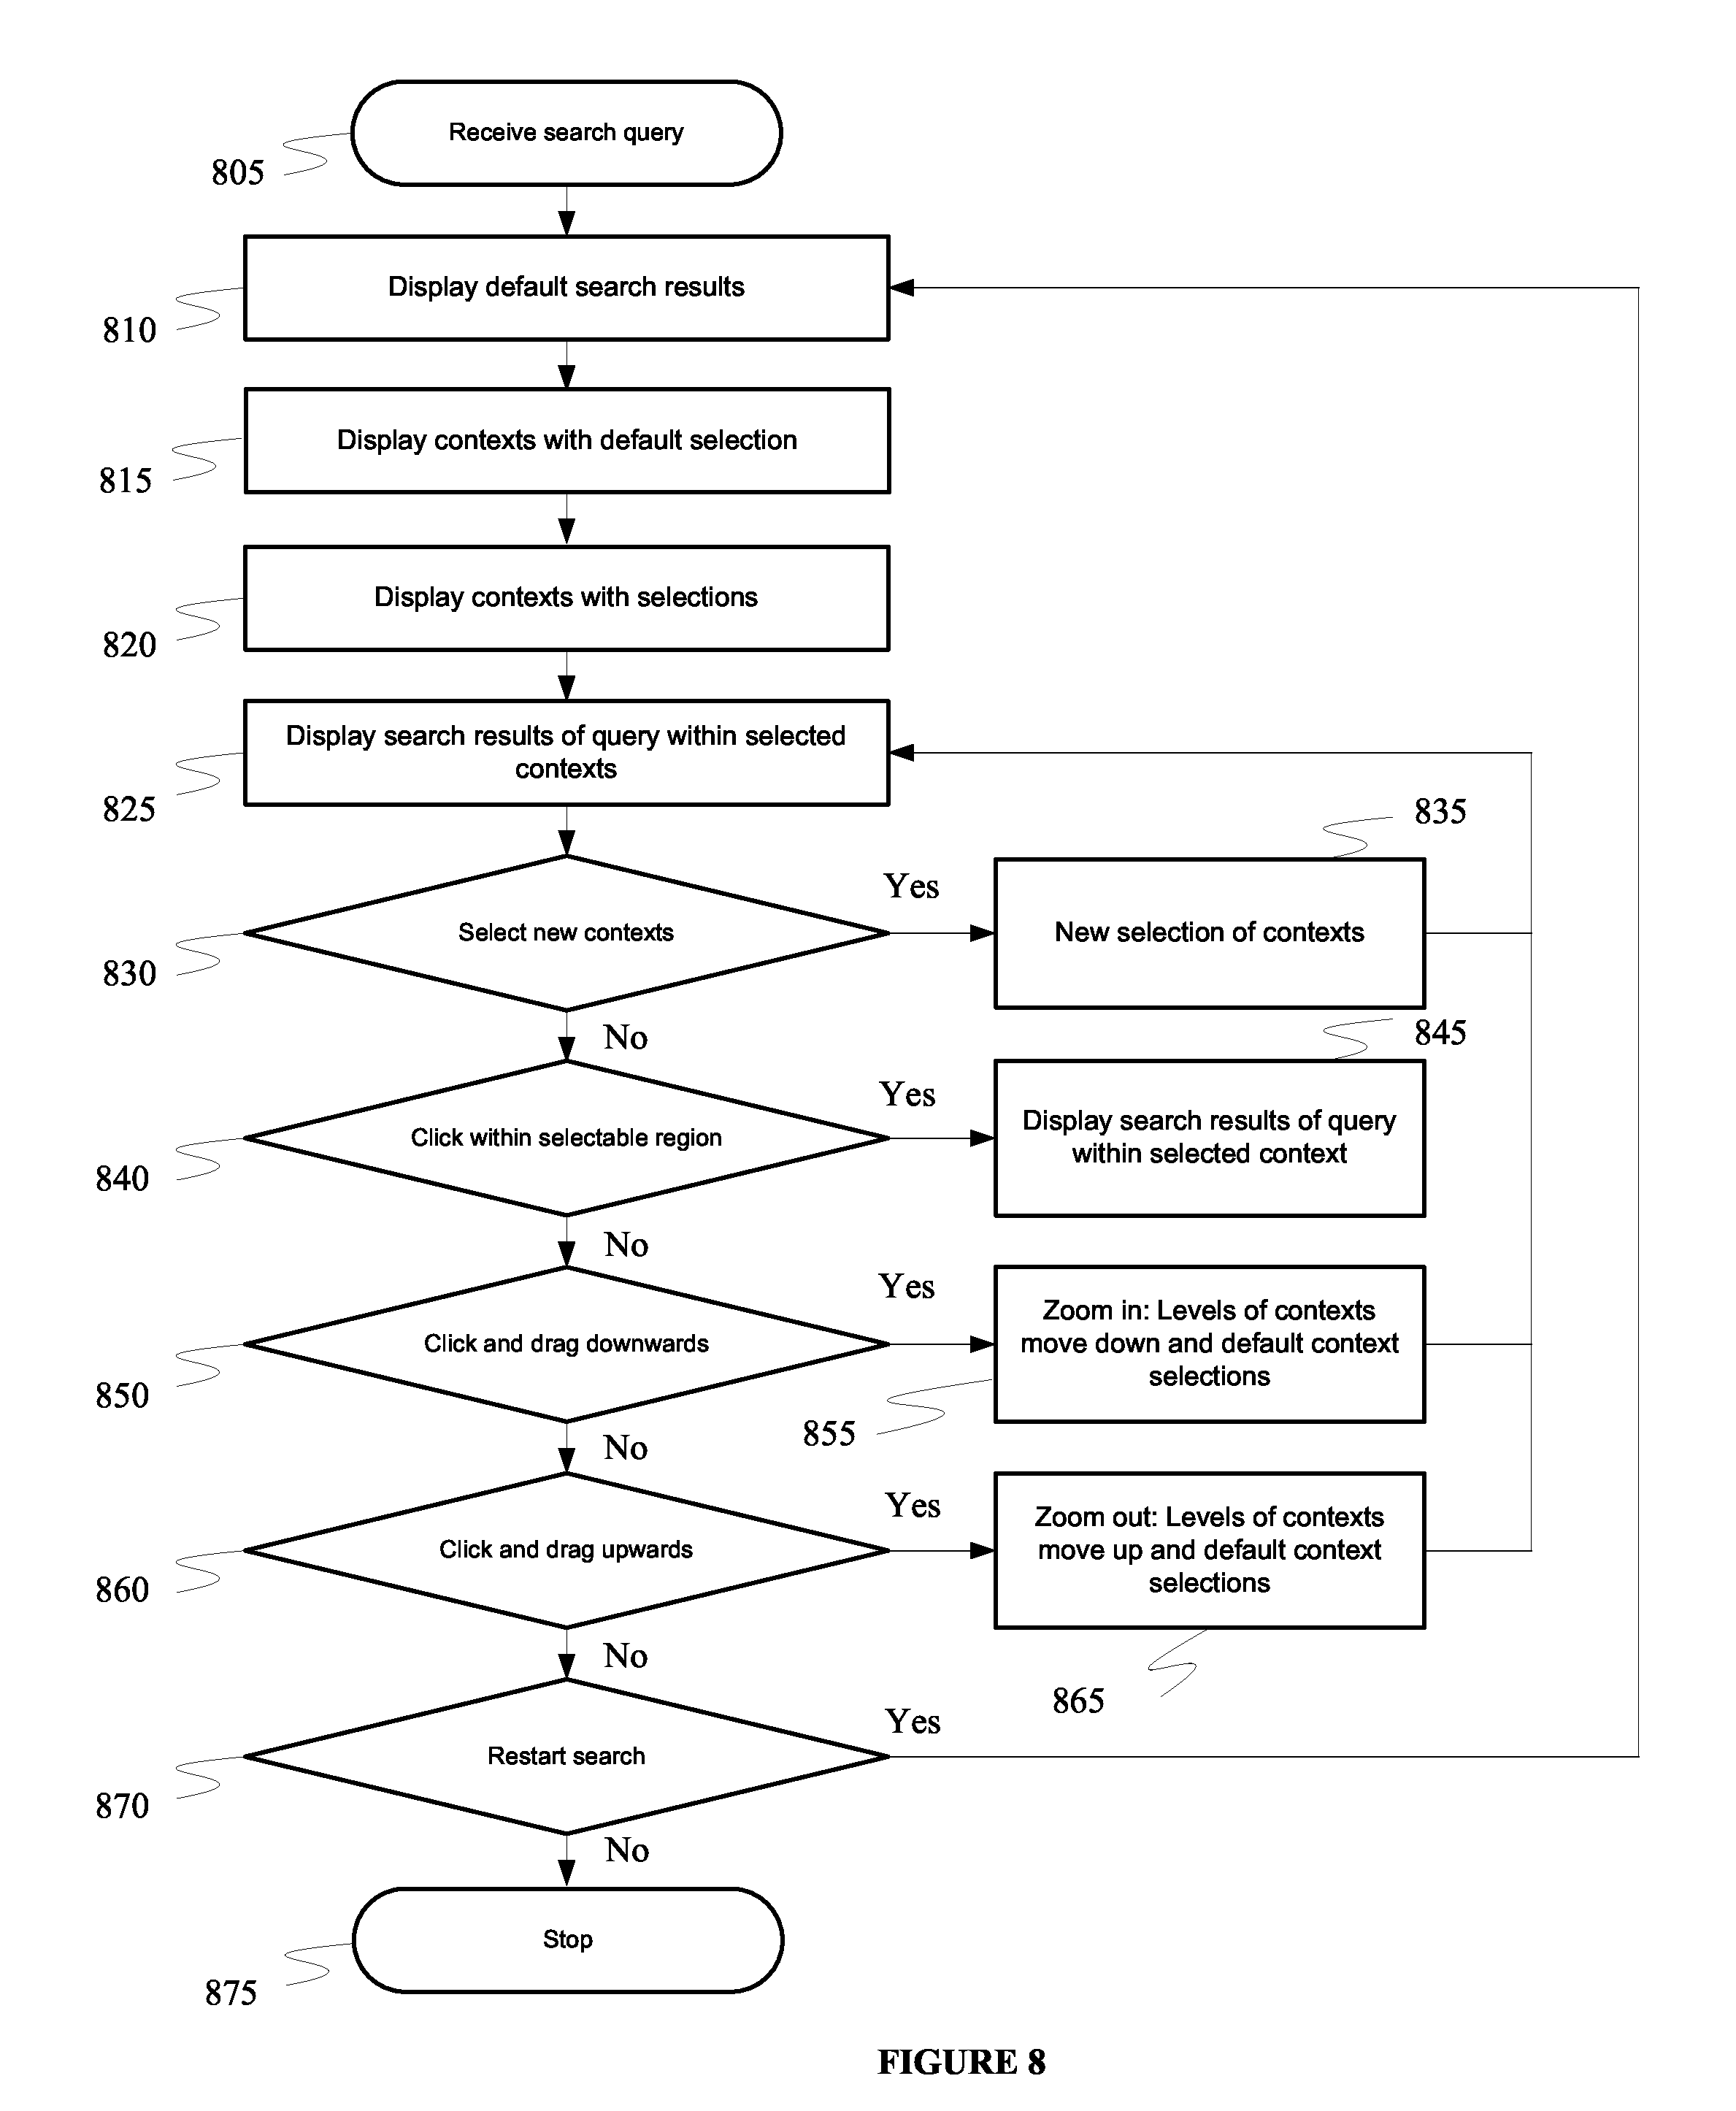 Receive search query
805
Display default search results
810
Display contexts with default selection
815
Display contexts with selections
820
Display search results of query within selected
contexts
825
835
Yes
Select new contexts
New selection of contexts
830
No
845
Yes
Click within selectable region
Display search results of query
within selected context
840
No
Yes
Click and drag downwards
Zoom in: Levels of contexts
move down and default context
selections
850
855
No
Yes
Click and drag upwards
Zoom out: Levels of contexts
move up and default context
selections
860
No
865
Yes
Restart search
870
No
Stop
875
FIGURE 8